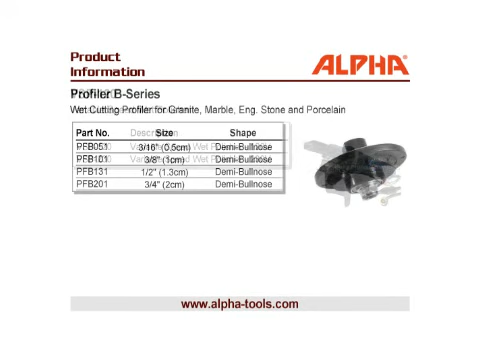 Product
Information
ALPHA®
Profiler B-Series
Wet Cutting Profiler for Granite, Marble, Eng. Stone and Porcelain
Part No. Size Shape
PFB051 3/16" (0.5cm) Demi-Bullnose
PFB101 3/8" (1cm) Demi-Bullnose
PFB131 1/2" (1.3cm) Demi-Bullnose
PFB201 3/4" (2cm) Demi-Bullnose
www.alpha-tools.com